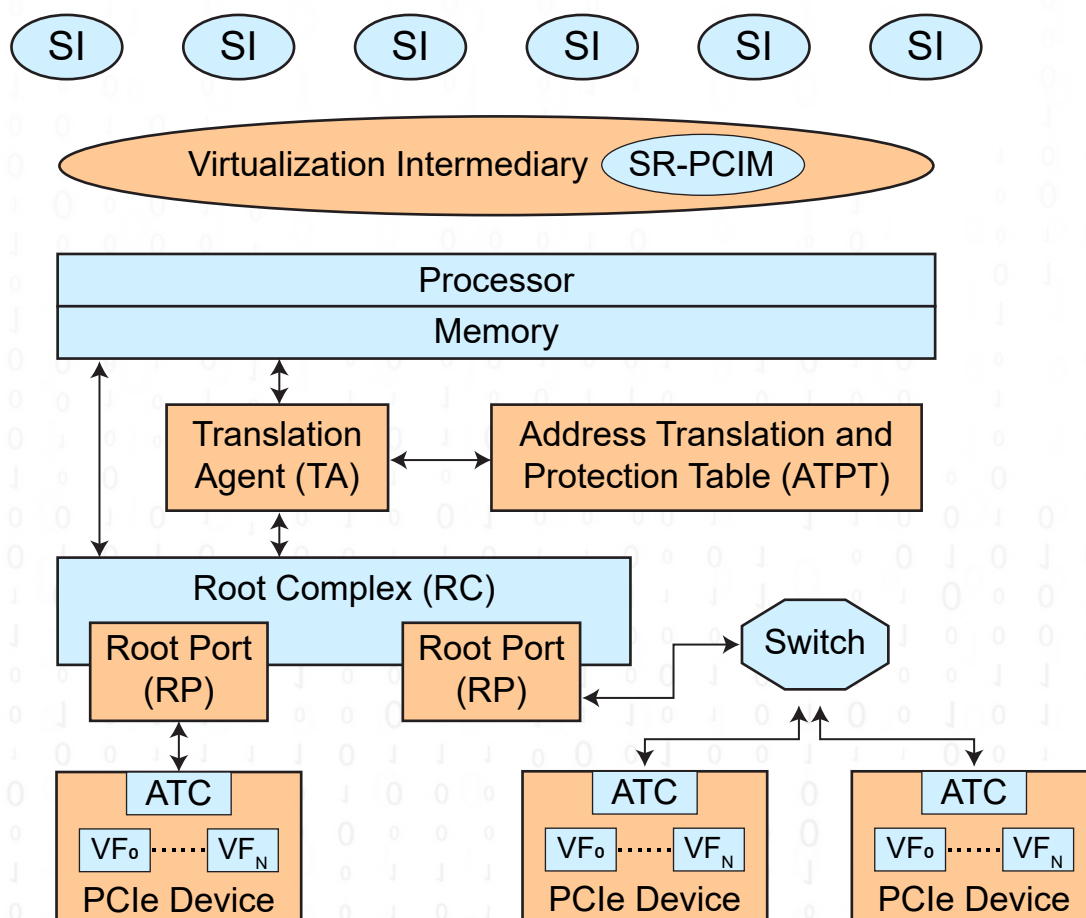 SI SI SI SI SI SI
Virtualization Intermediary SR-PCIM
Processor
Memory
Translation
Agent (TA)
Address Translation and
Protection Table (ATPT)
Root Complex (RC)
Root Port
(RP)
Root Port
(RP)
Switch
ATC
VF0 VFN
PCIe Device
ATC
VF0 VFN
PCIe Device
ATC
VF0 VFN
PCIe Device